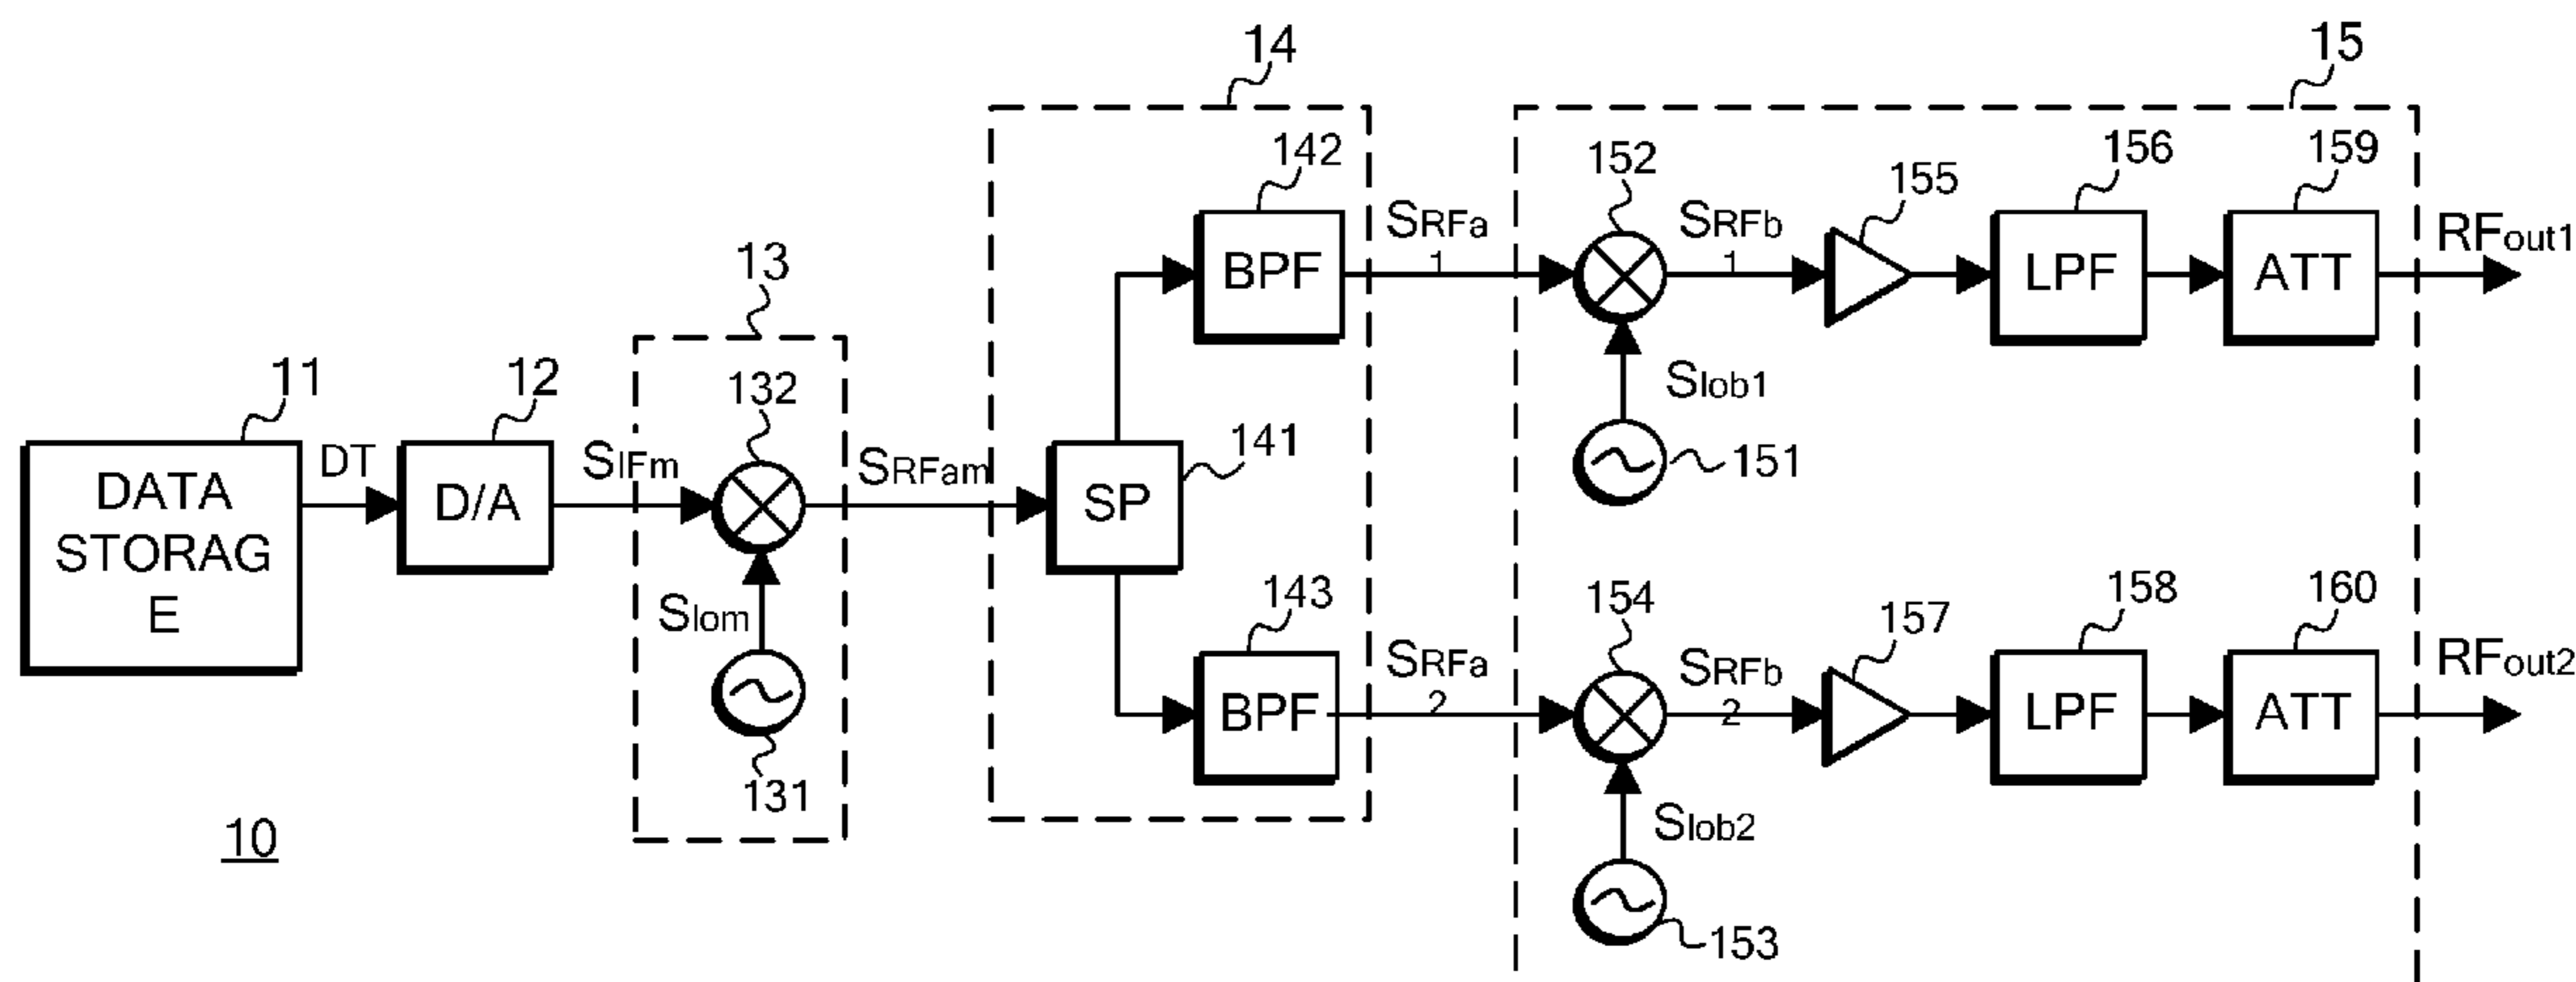 14
15
142
152
155
156
159
SRFa
1
SRFb
1
RFout1
BPF
LPF
ATT
13
11
12
132
141
Slob1
151
DT
SIFm
SRFam
DATA
STORAG
E
D/A
SP
143
154
157
158
160
Slom
SRFa
2
SRFb
2
RFout2
BPF
LPF
ATT
131
10
Slob2
153